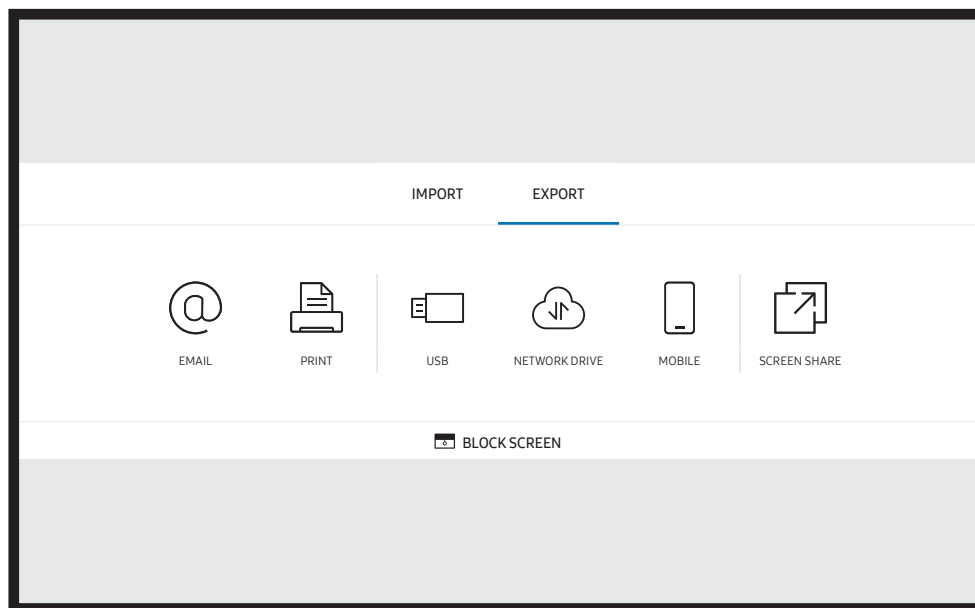 IMPORT EXPORT
EMAIL PRINT USB NETWORK DRIVE MOBILE SCREEN SHARE
BLOCK SCREEN